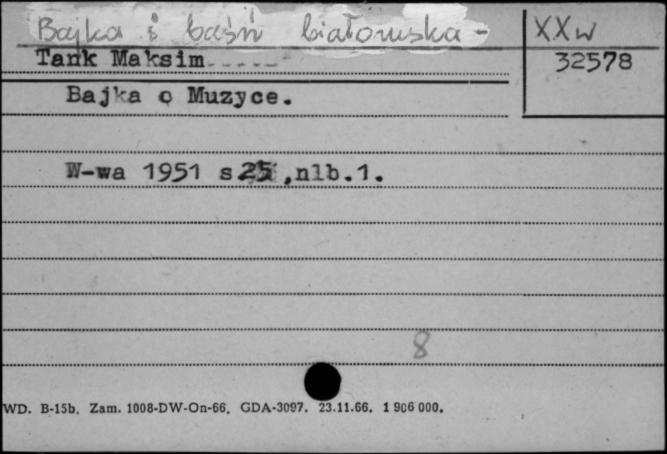 Bajka i baśń białoruska - XX w
Tank Maksim 32578
Bajka o Muzyce.
W-wa 1951 s 25 ,nlb.1.
8
WD. B-15b. Zam. 1008-DW-On-66. GDA-3097. 23.11.66. 1 906 000.